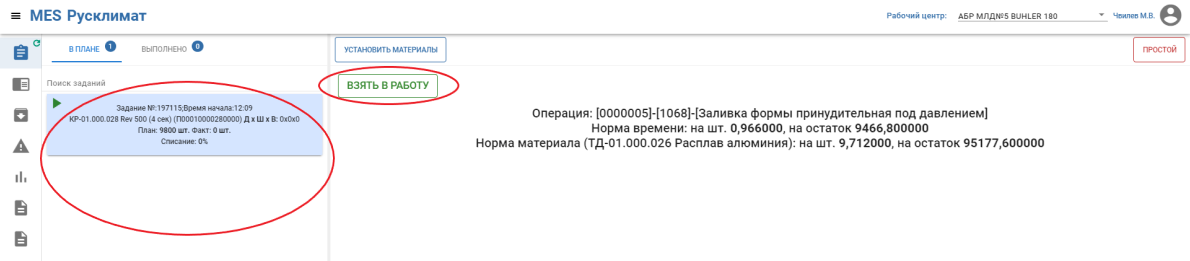 MES Русклимат
Рабочий центр: АБР МЛДН№5 BUHLER 180
Чвилев М.В.
В ПЛАНЕ 1
ВЫПОЛНЕНО 0
УСТАНОВИТЬ МАТЕРИАЛЫ
ПРОСТОЙ
Поиск заданий
ВЗЯТЬ В РАБОТУ
Задание №:197115;Время начала:12:09
КР-01.000.028 Rev 500 (4 сек) (П00010000280000) Д x Ш x В: 0x0x0
План: 9800 шт. Факт: 0 шт.
Списание: 0%
Операция: [0000005]-[1068]-[Заливка формы принудительная под давлением]
Норма времени: на шт. 0,966000, на остаток 9466,800000
Норма материала (ТД-01.000.026 Расплав алюминия): на шт. 9,712000, на остаток 95177,600000